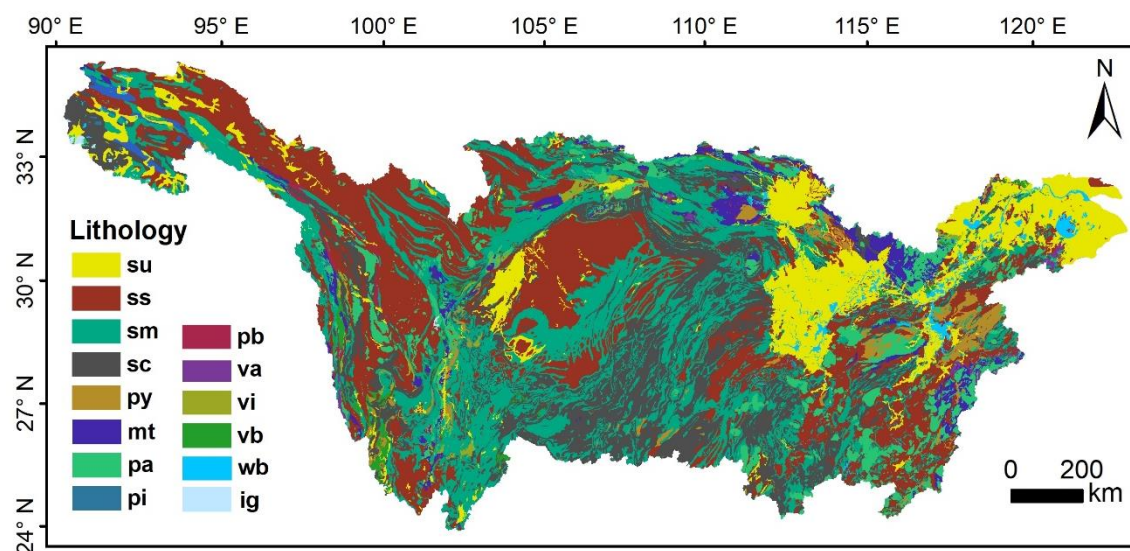 90° E 95° E 100° E 105° E 110° E 115° E 120° E
N
33° N
30° N
27° N
24° N
Lithology
su
ss
sm
sc
py
mt
pa
pi
pb
va
vi
vb
wb
ig
0 200
km